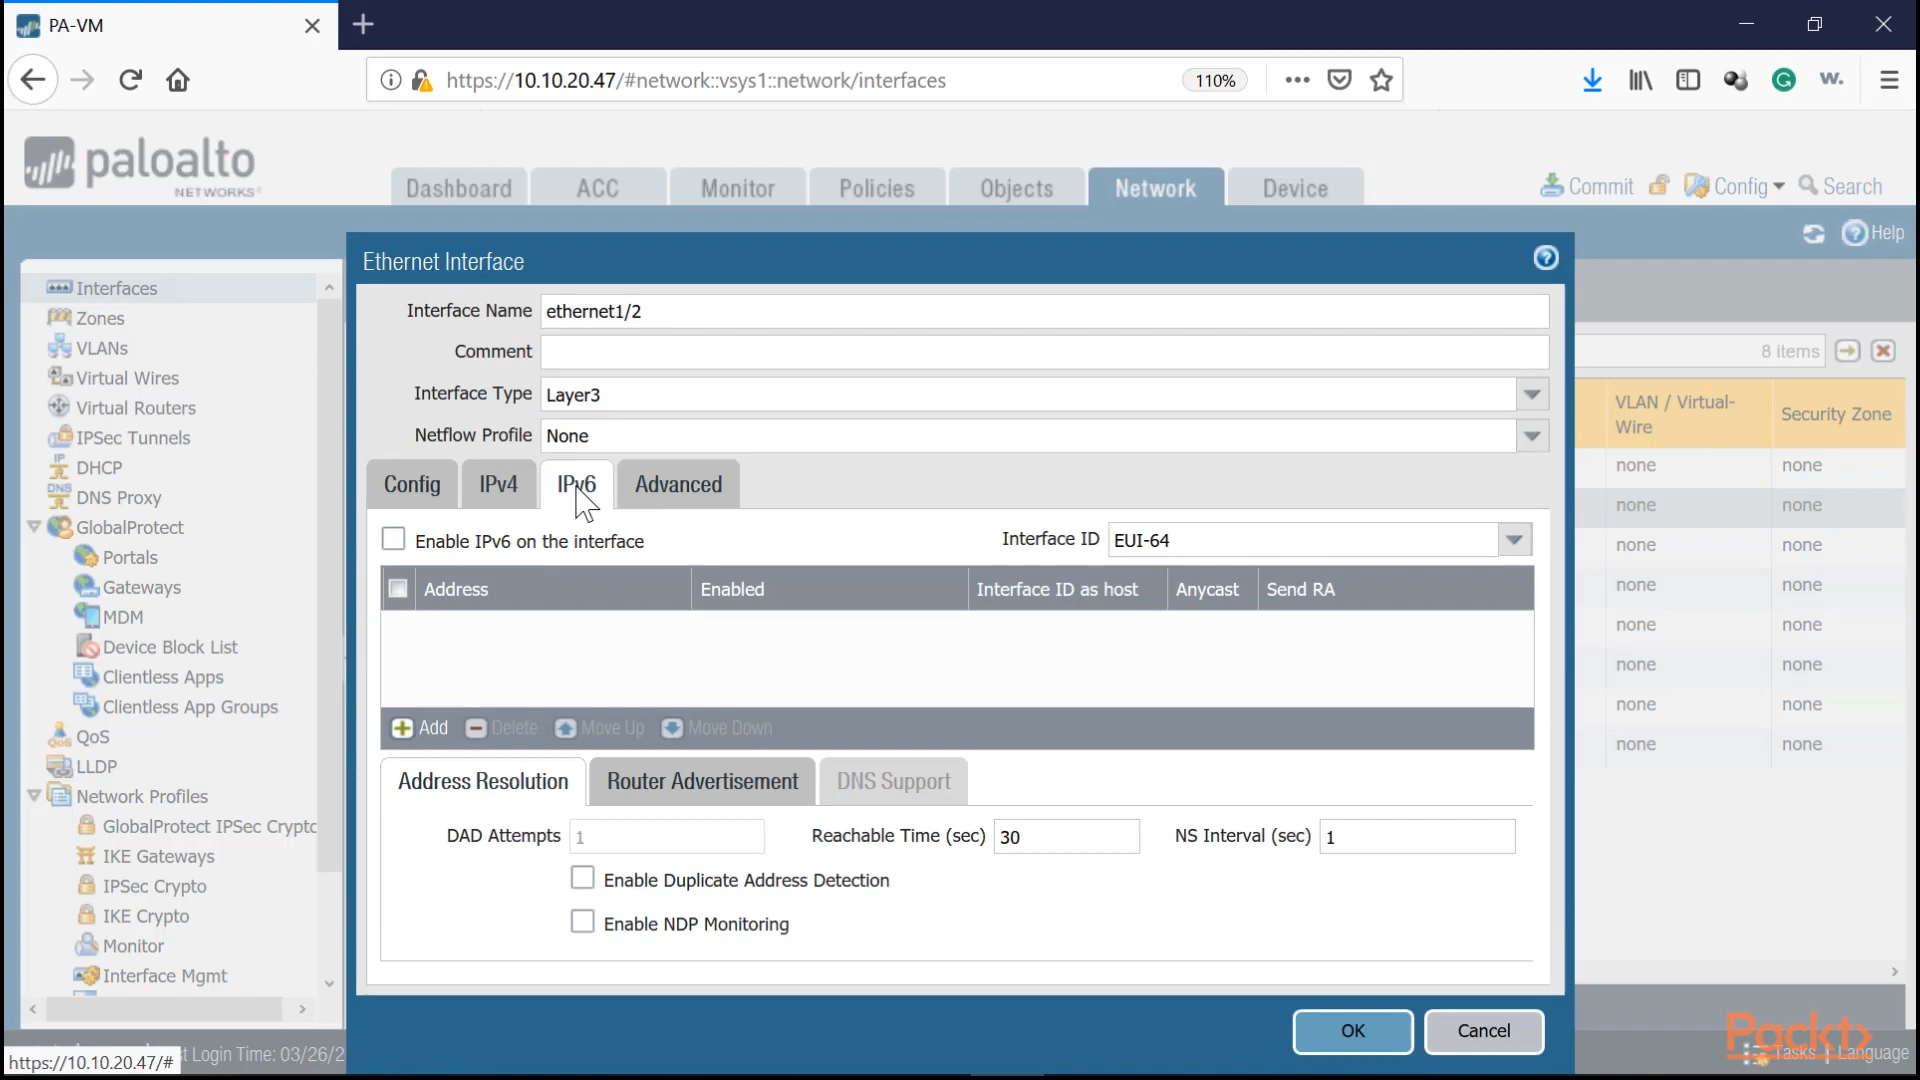 PA-VM
https://10.10.20.47/#network::vsys1::network/interfaces
110%
w.
paloalto
NETWORKS
Dashboard
ACC
Monitor
Policies
Objects
Network
Device
Commit
Config
Search
Help
Interfaces
Zones
VLANs
Virtual Wires
Virtual Routers
IPSec Tunnels
DHCP
DNS Proxy
GlobalProtect
Portals
Gateways
MDM
Device Block List
Clientless Apps
Clientless App Groups
QoS
LLDP
Network Profiles
GlobalProtect IPSec Crypto
IKE Gateways
IPSec Crypto
IKE Crypto
Monitor
Interface Mgmt
Ethernet Interface
Interface Name ethernet1/2
Comment
Interface Type Layer3
Netflow Profile None
Config
IPv4
IPv6
Advanced
Enable IPv6 on the interface
Interface ID EUI-64
Address
Enabled
Interface ID as host
Anycast
Send RA
Add
Delete
Move Up
Move Down
Address Resolution
Router Advertisement
DNS Support
DAD Attempts 1
Reachable Time (sec) 30
NS Interval (sec) 1
Enable Duplicate Address Detection
Enable NDP Monitoring
OK
Cancel
8 items
VLAN / Virtual-
Wire
Security Zone
none none
none none
none none
none none
none none
none none
none none
none none
https://10.10.20.47/#
t Login Time: 03/26/2
Packt>
Tasks
Language